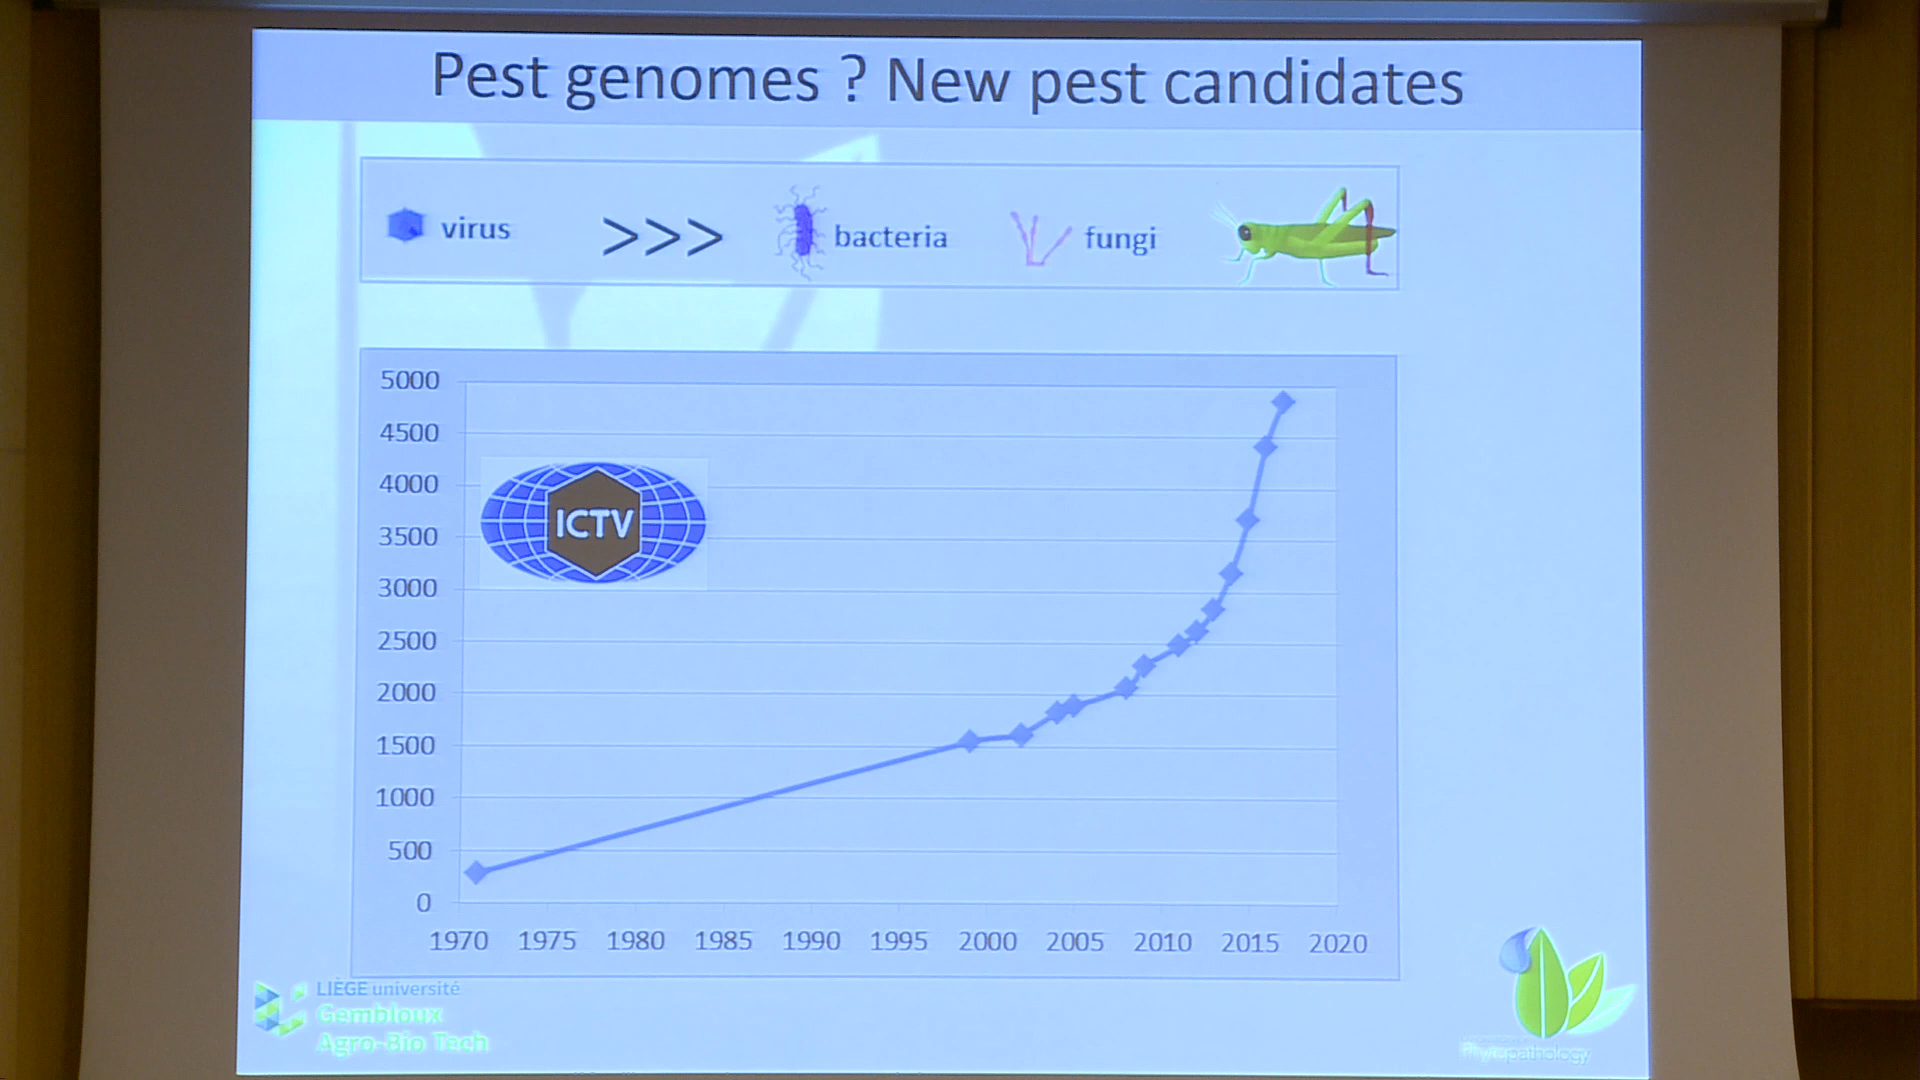 Pest genomes ? New pest candidates
virus >>> bacteria fungi
5000
4500
4000
3500
3000
2500
2000
1500
1000
500
0
ICTV
1970 1975 1980 1985 1990 1995 2000 2005 2010 2015 2020
LIÈGE université
Gembloux
Agro-Bio Tech
Phytopathology